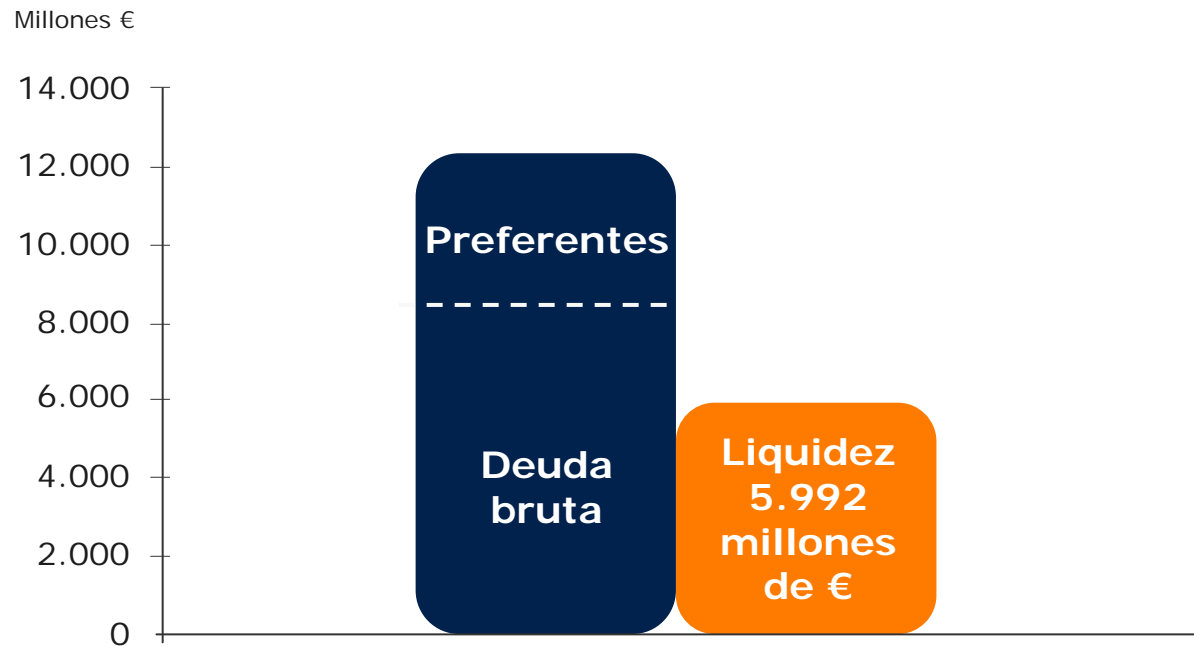 Millones €
14.000
12.000
10.000
8.000
6.000
4.000
2.000
0
Preferentes
Deuda
bruta
Liquidez
5.992
millones
de €